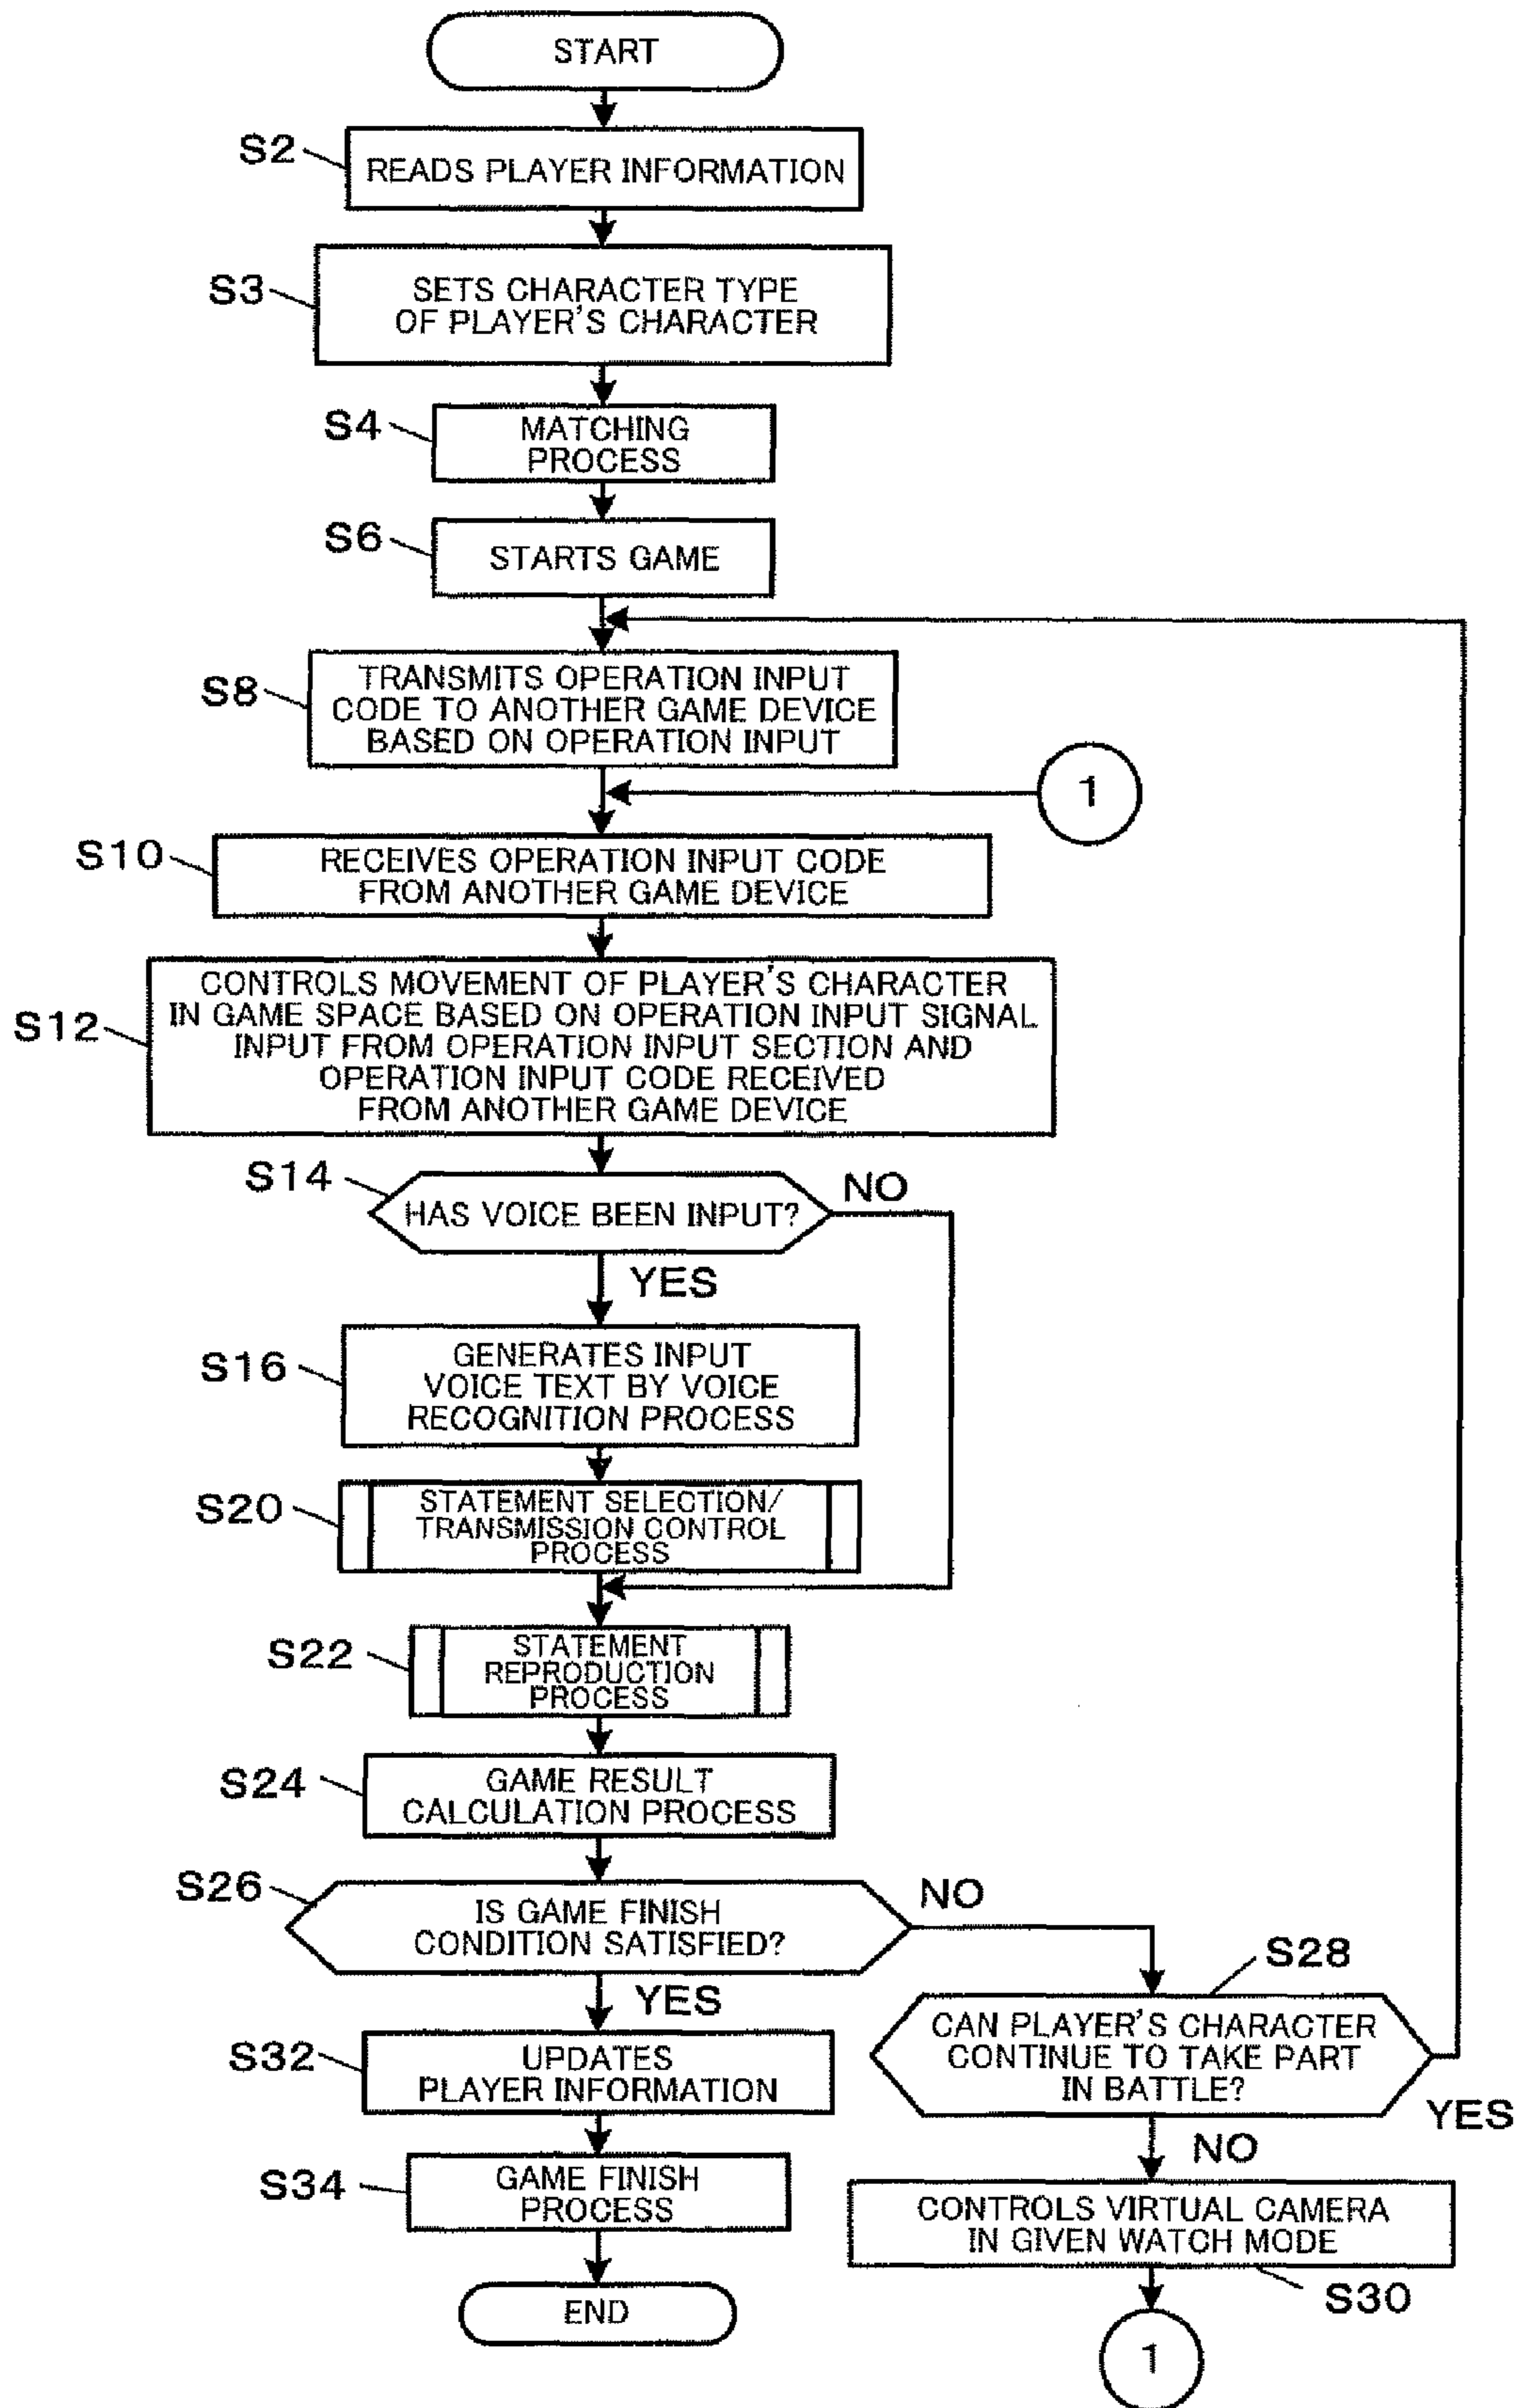 START
S2
READS PLAYER INFORMATION
S3
SETS CHARACTER TYPE
OF PLAYER'S CHARACTER
S4
MATCHING
PROCESS
S6
STARTS GAME
S8
TRANSMITS OPERATION INPUT
CODE TO ANOTHER GAME DEVICE
BASED ON OPERATION INPUT
1
S10
RECEIVES OPERATION INPUT CODE
FROM ANOTHER GAME DEVICE
S12
CONTROLS MOVEMENT OF PLAYER'S CHARACTER
IN GAME SPACE BASED ON OPERATION INPUT SIGNAL
INPUT FROM OPERATION INPUT SECTION AND
OPERATION INPUT CODE RECEIVED
FROM ANOTHER GAME DEVICE
S14
HAS VOICE BEEN INPUT?
NO
YES
S16
GENERATES INPUT
VOICE TEXT BY VOICE
RECOGNITION PROCESS
S20
STATEMENT SELECTION/
TRANSMISSION CONTROL
PROCESS
S22
STATEMENT
REPRODUCTION
PROCESS
S24
GAME RESULT
CALCULATION PROCESS
S26
IS GAME FINISH
CONDITION SATISFIED?
NO
YES
S28
CAN PLAYER'S CHARACTER
CONTINUE TO TAKE PART
IN BATTLE?
YES
NO
S32
UPDATES
PLAYER INFORMATION
S34
GAME FINISH
PROCESS
END
CONTROLS VIRTUAL CAMERA
IN GIVEN WATCH MODE
S30
1